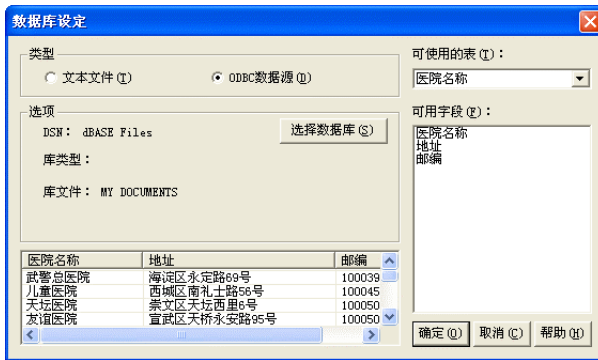 数据库设定
类型
文本文件(T)
ODBC数据源(D)
选项
DSN: dBASE Files
选择数据库(S)
库类型:
库文件: MY DOCUMENTS
医院名称 地址 邮编
武警总医院 海淀区永定路69号 100039
儿童医院 西城区南礼士路56号 100045
天坛医院 崇文区天坛西里6号 100050
友谊医院 宣武区天桥永安路95号 100050
可使用的表(T):
医院名称
可用字段(F):
医院名称
地址
邮编
确定(O) 取消(C) 帮助(H)